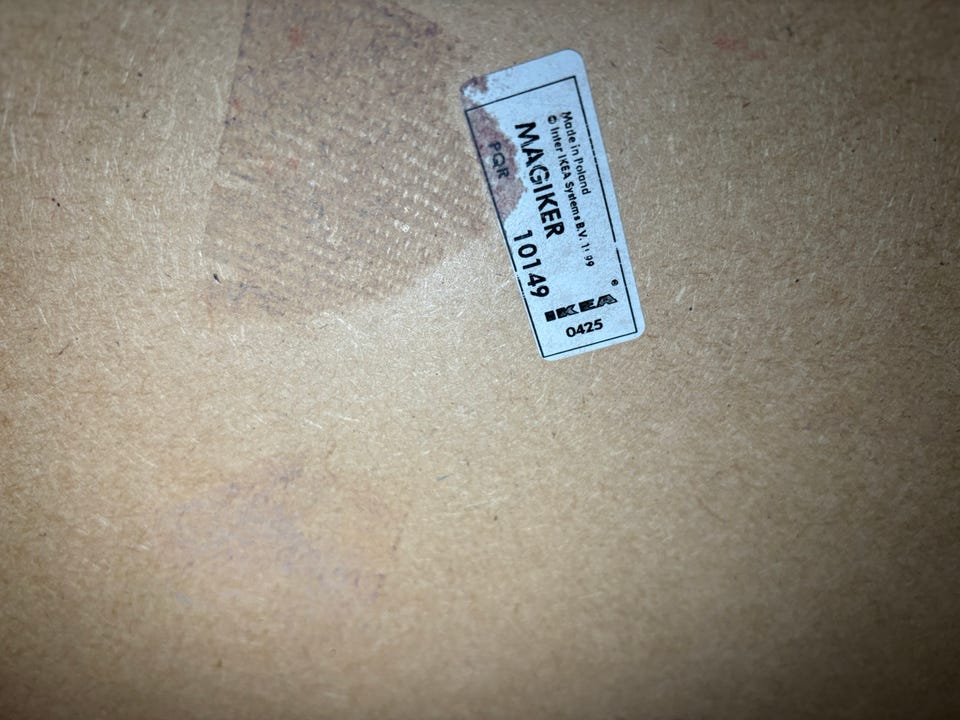 Made in Poland
© Inter IKEA Systems B.V. 1999
MAGIKER 10149
PQR
IKEA®
0425